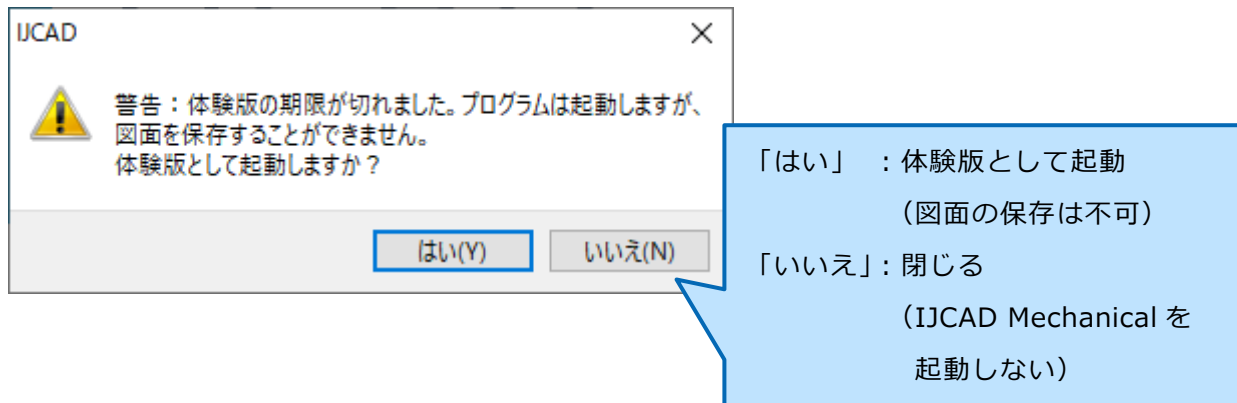 IJCAD
警告：体験版の期限が切れました。プログラムは起動しますが、
図面を保存することができません。
体験版として起動しますか？
はい(Y)
いいえ(N)
「はい」 ：体験版として起動
（図面の保存は不可）
「いいえ」：閉じる
（IJCAD Mechanical を
起動しない）